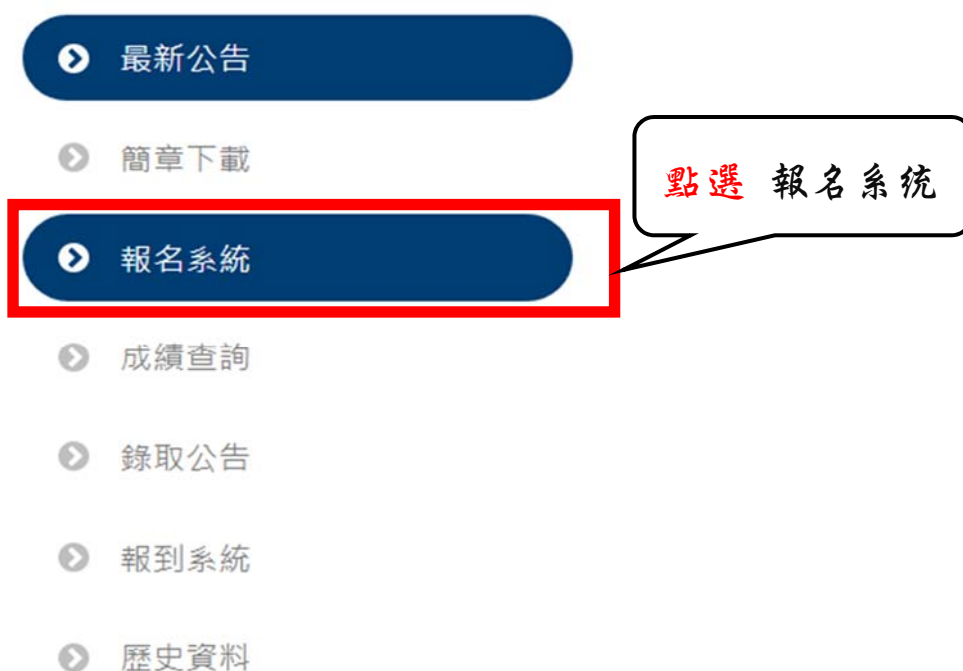 最新公告
簡章下載
點選 報名系統
報名系統
成績查詢
錄取公告
報到系統
歷史資料